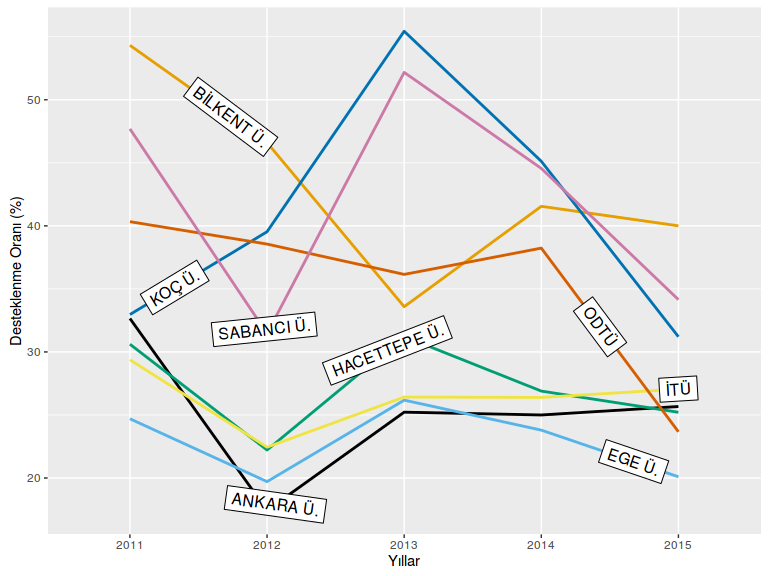 50
40
30
20
Desteklenme Oranı (%)
BİLKENT Ü.
KOÇ Ü.
SABANCI Ü.
HACETTEPE Ü.
ODTÜ
İTÜ
EGE Ü.
ANKARA Ü.
2011 2012 2013 2014 2015
Yıllar